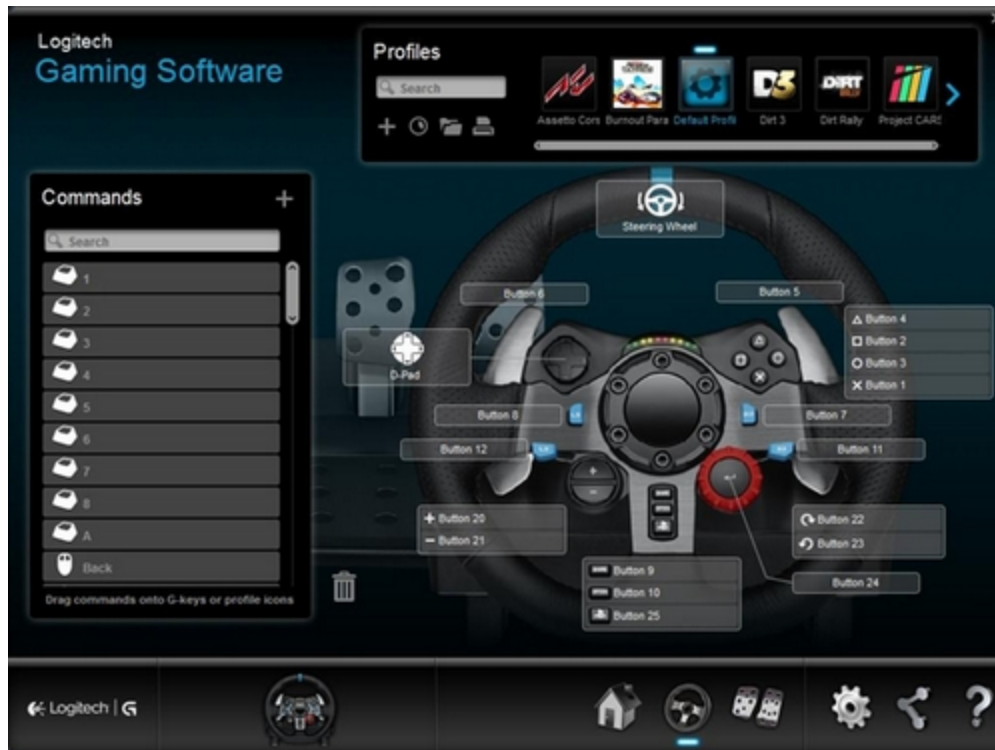 Logitech
Gaming Software
Profiles
Search
Assetto Cors
Burnout Para
Default Profil
Dirt 3
Dirt Rally
Project CARS
Commands
Search
1
2
3
4
5
6
7
8
A
Back
Drag commands onto G-keys or profile icons
Steering Wheel
Button 6
Button 5
D-Pad
Button 4
Button 2
Button 3
Button 1
Button 8
Button 7
Button 12
Button 11
Button 20
Button 21
Button 22
Button 23
Button 24
Button 9
Button 10
Button 25
Logitech | G